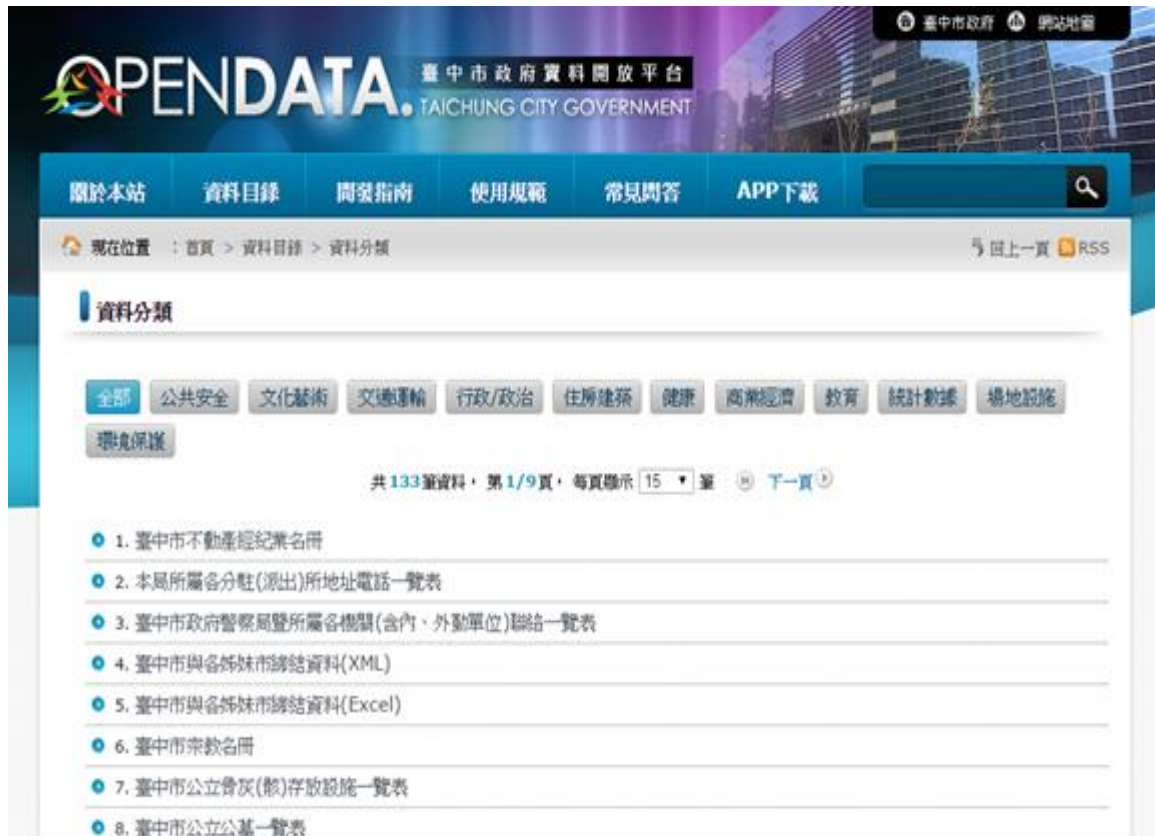 臺中市政府 網站地圖
OPENDATA. 臺中市政府資料開放平台
TAICHUNG CITY GOVERNMENT
關於本站 資料目錄 開發指南 使用規範 常見問答 APP下載
現在位置 ：首頁 > 資料目錄 > 資料分類 回上一頁 RSS
資料分類
全部 公共安全 文化藝術 交通運輸 行政/政治 住房建築 健康 商業經濟 教育 統計數據 場地設施
環境保護
共133筆資料， 第1/9頁， 每頁顯示 15 筆 下一頁
1. 臺中市不動產經紀業名冊
2. 本局所屬各分駐(派出)所地址電話一覽表
3. 臺中市政府警察局暨所屬各機關(含內、外勤單位)聯絡一覽表
4. 臺中市與各姊妹市締結資料(XML)
5. 臺中市與各姊妹市締結資料(Excel)
6. 臺中市宗教名冊
7. 臺中市公立骨灰(骸)存放設施一覽表
8. 臺中市公立公墓一覽表